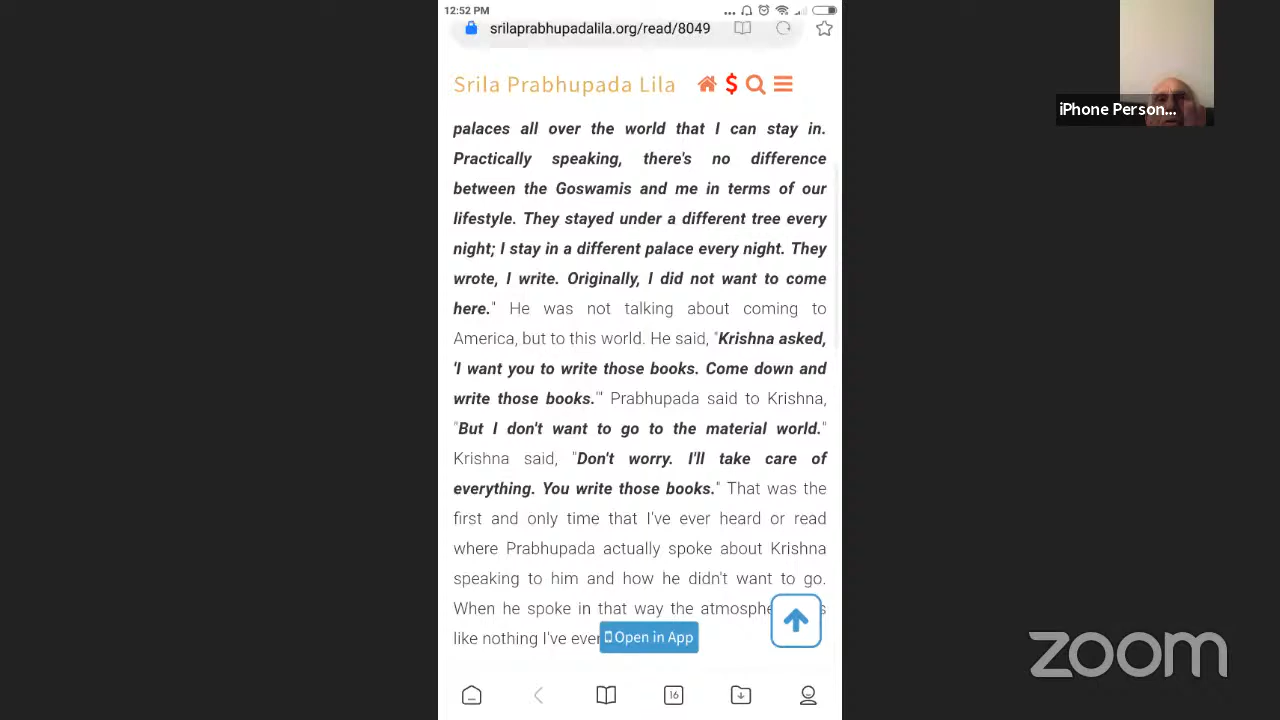 12:52 PM
srilaprabhupadalila.org/read/8049
Srila Prabhupada Lila
palaces all over the world that I can stay in.
Practically speaking, there's no difference
between the Goswamis and me in terms of our
lifestyle. They stayed under a different tree every
night; I stay in a different palace every night. They
wrote, I write. Originally, I did not want to come
here." He was not talking about coming to
America, but to this world. He said, "Krishna asked,
'I want you to write those books. Come down and
write those books.'" Prabhupada said to Krishna,
"But I don't want to go to the material world."
Krishna said, "Don't worry. I'll take care of
everything. You write those books." That was the
first and only time that I've ever heard or read
where Prabhupada actually spoke about Krishna
speaking to him and how he didn't want to go.
When he spoke in that way the
like nothing I've
Open in App
16
iPhone Person...
zoom